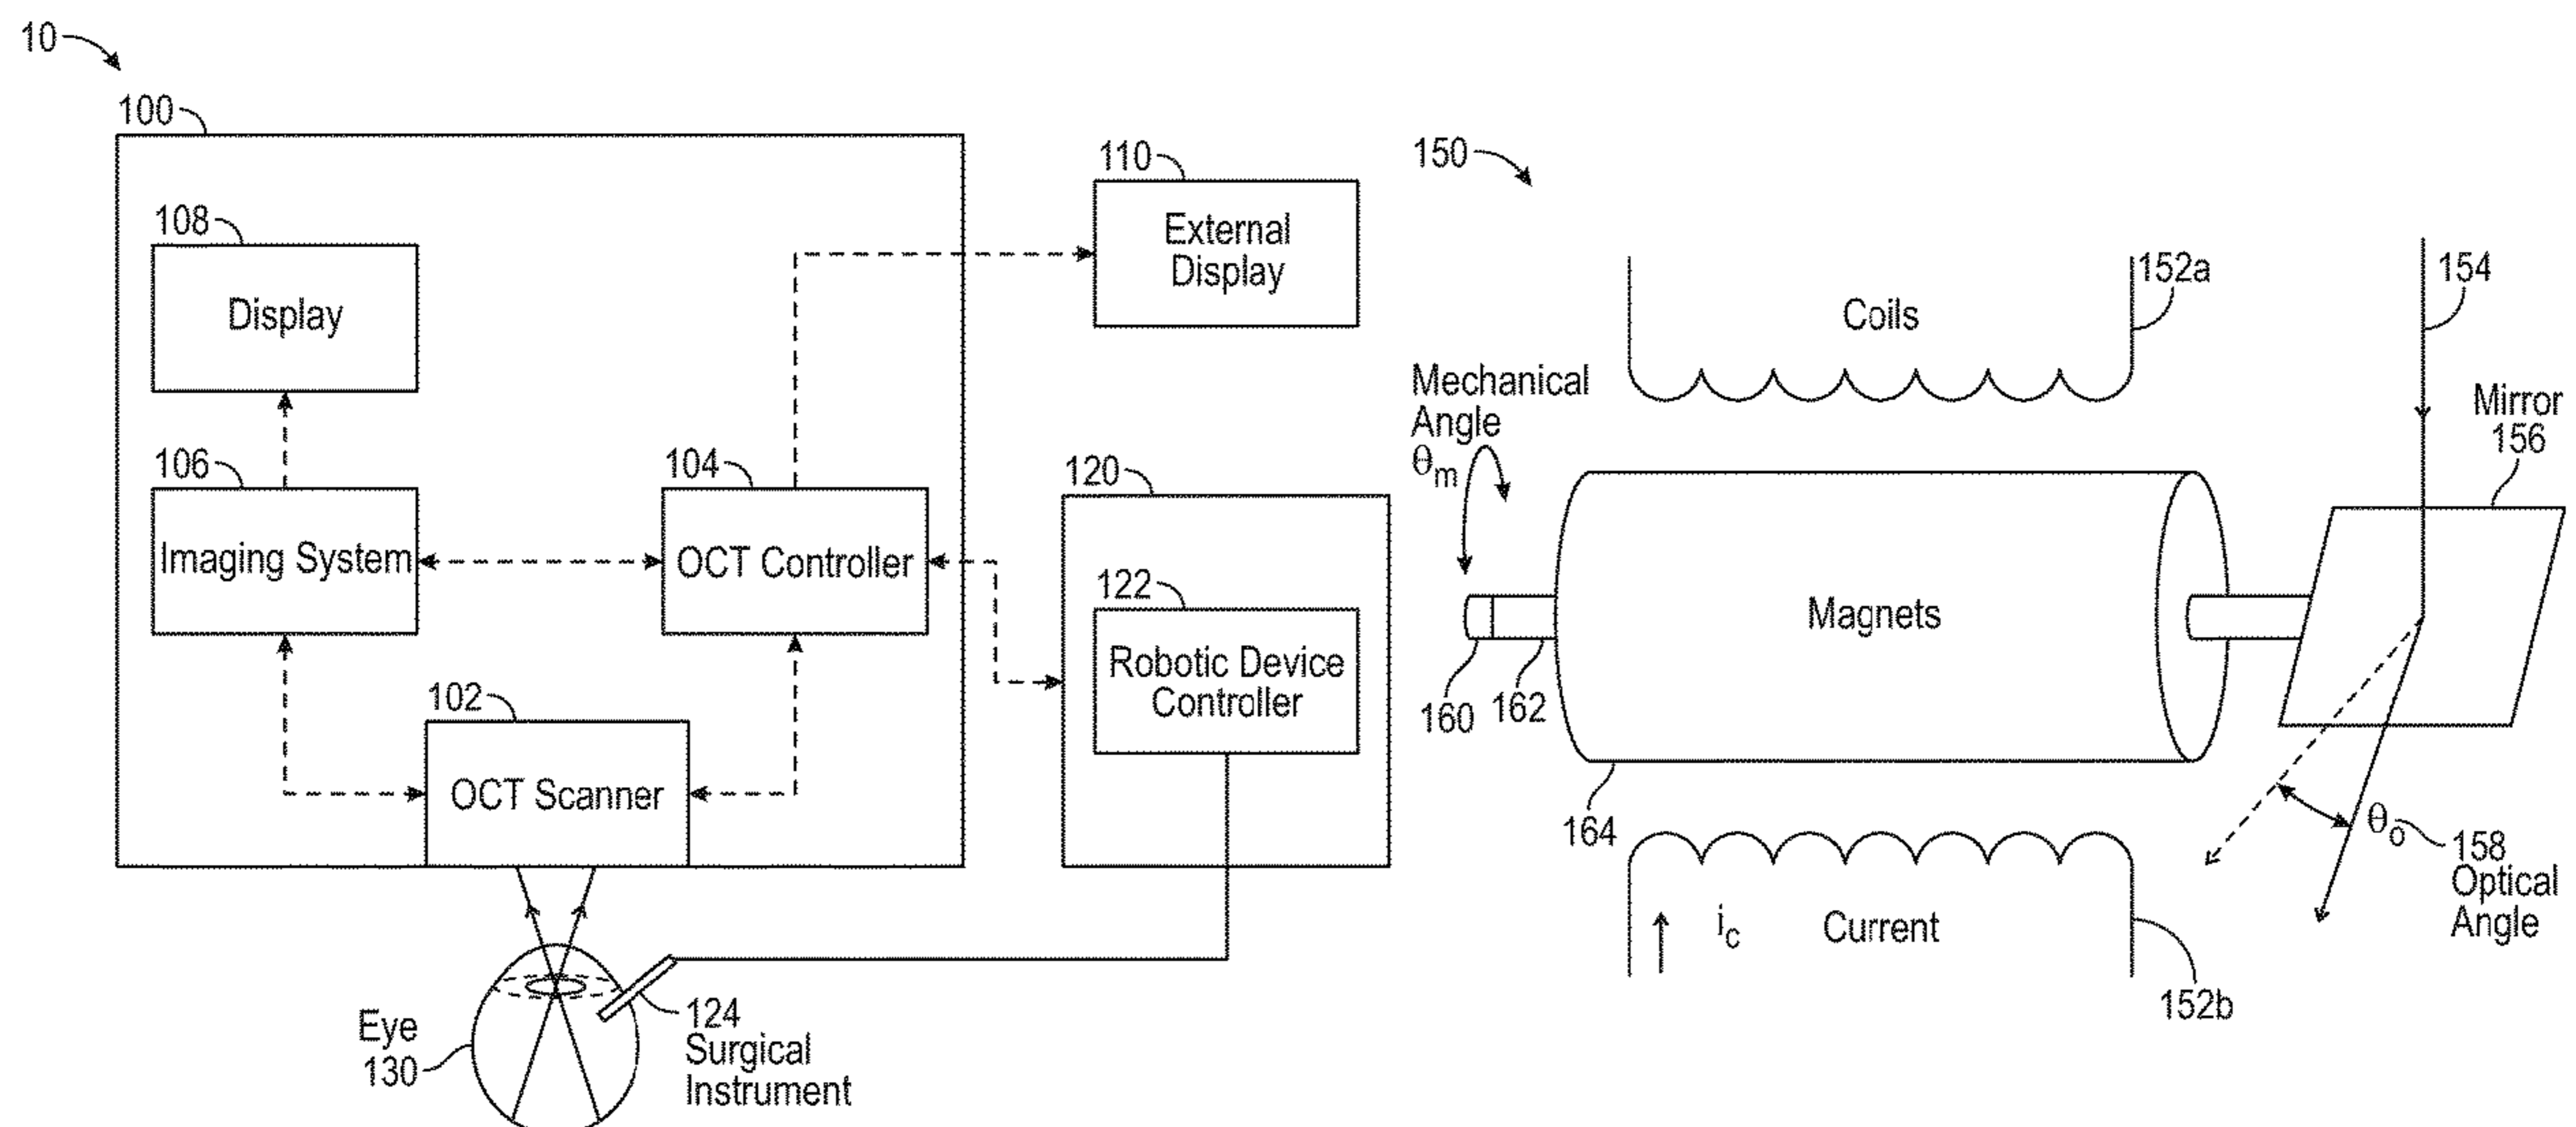 10
100
108
Display
106
Imaging System
104
OCT Controller
102
OCT Scanner
110
External
Display
120
122
Robotic Device
Controller
Eye
130
124
Surgical
Instrument
150
152a
Coils
154
Mechanical
Angle
θm
Mirror
156
Magnets
160
162
164
θo
158
Optical
Angle
ic
Current
152b